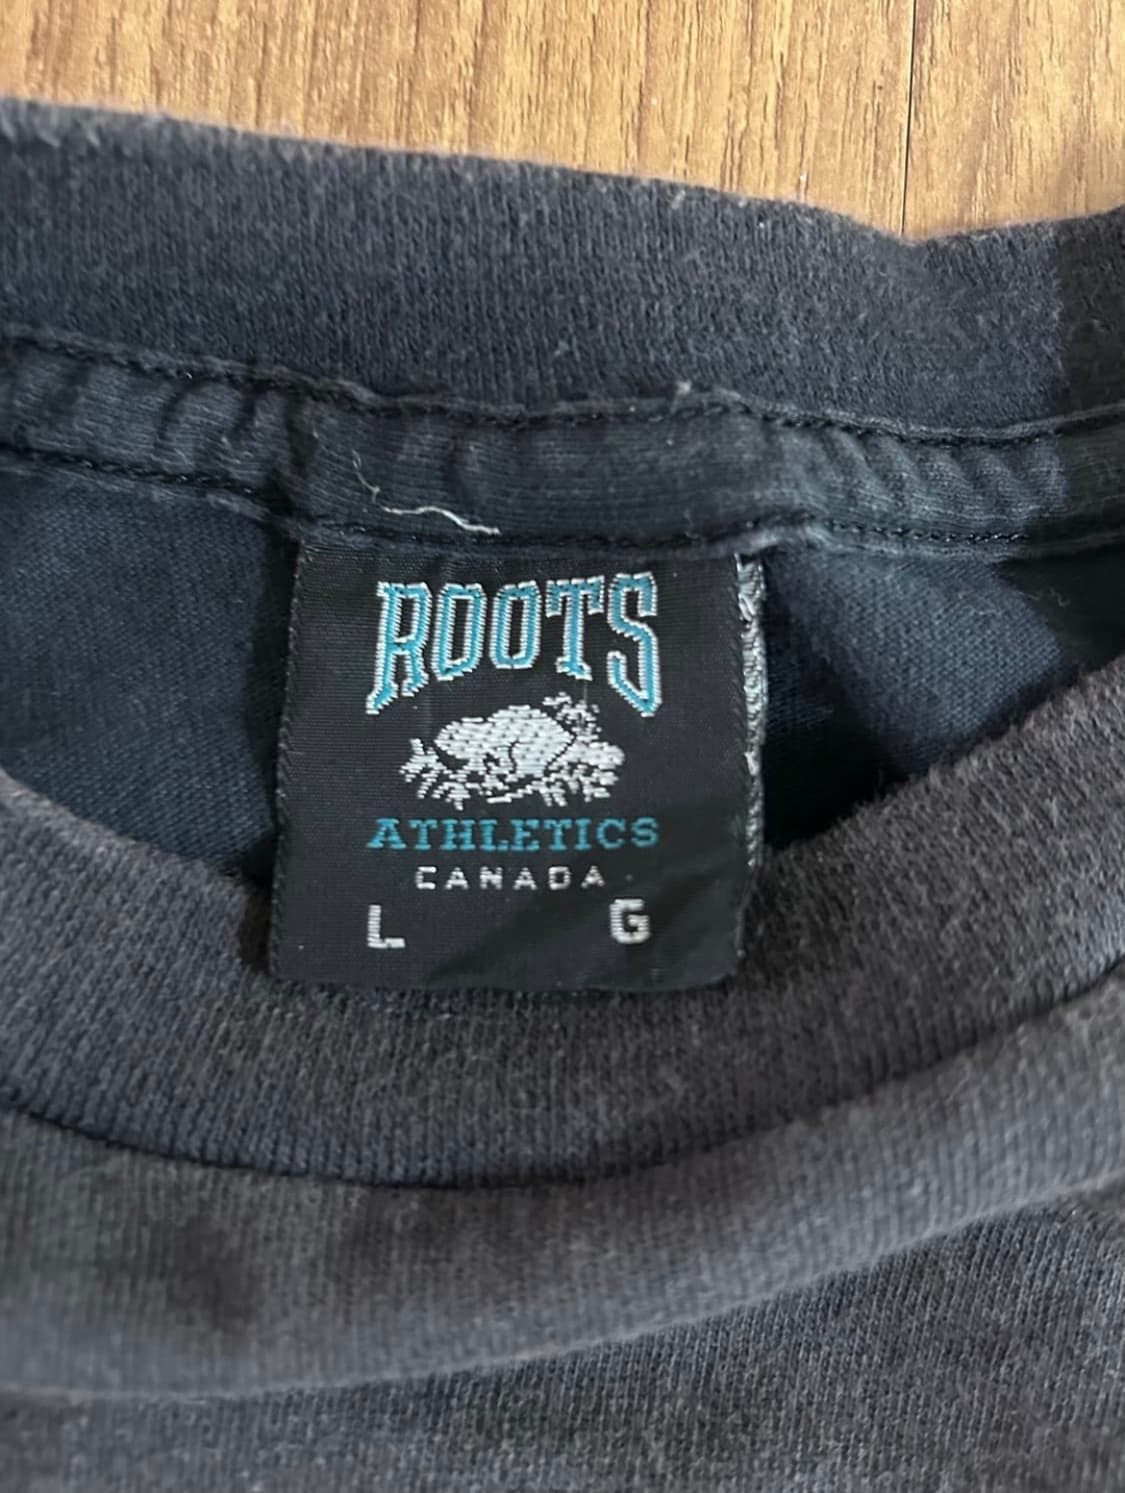 ROOTS
ATHLETICS
CANADA
L G